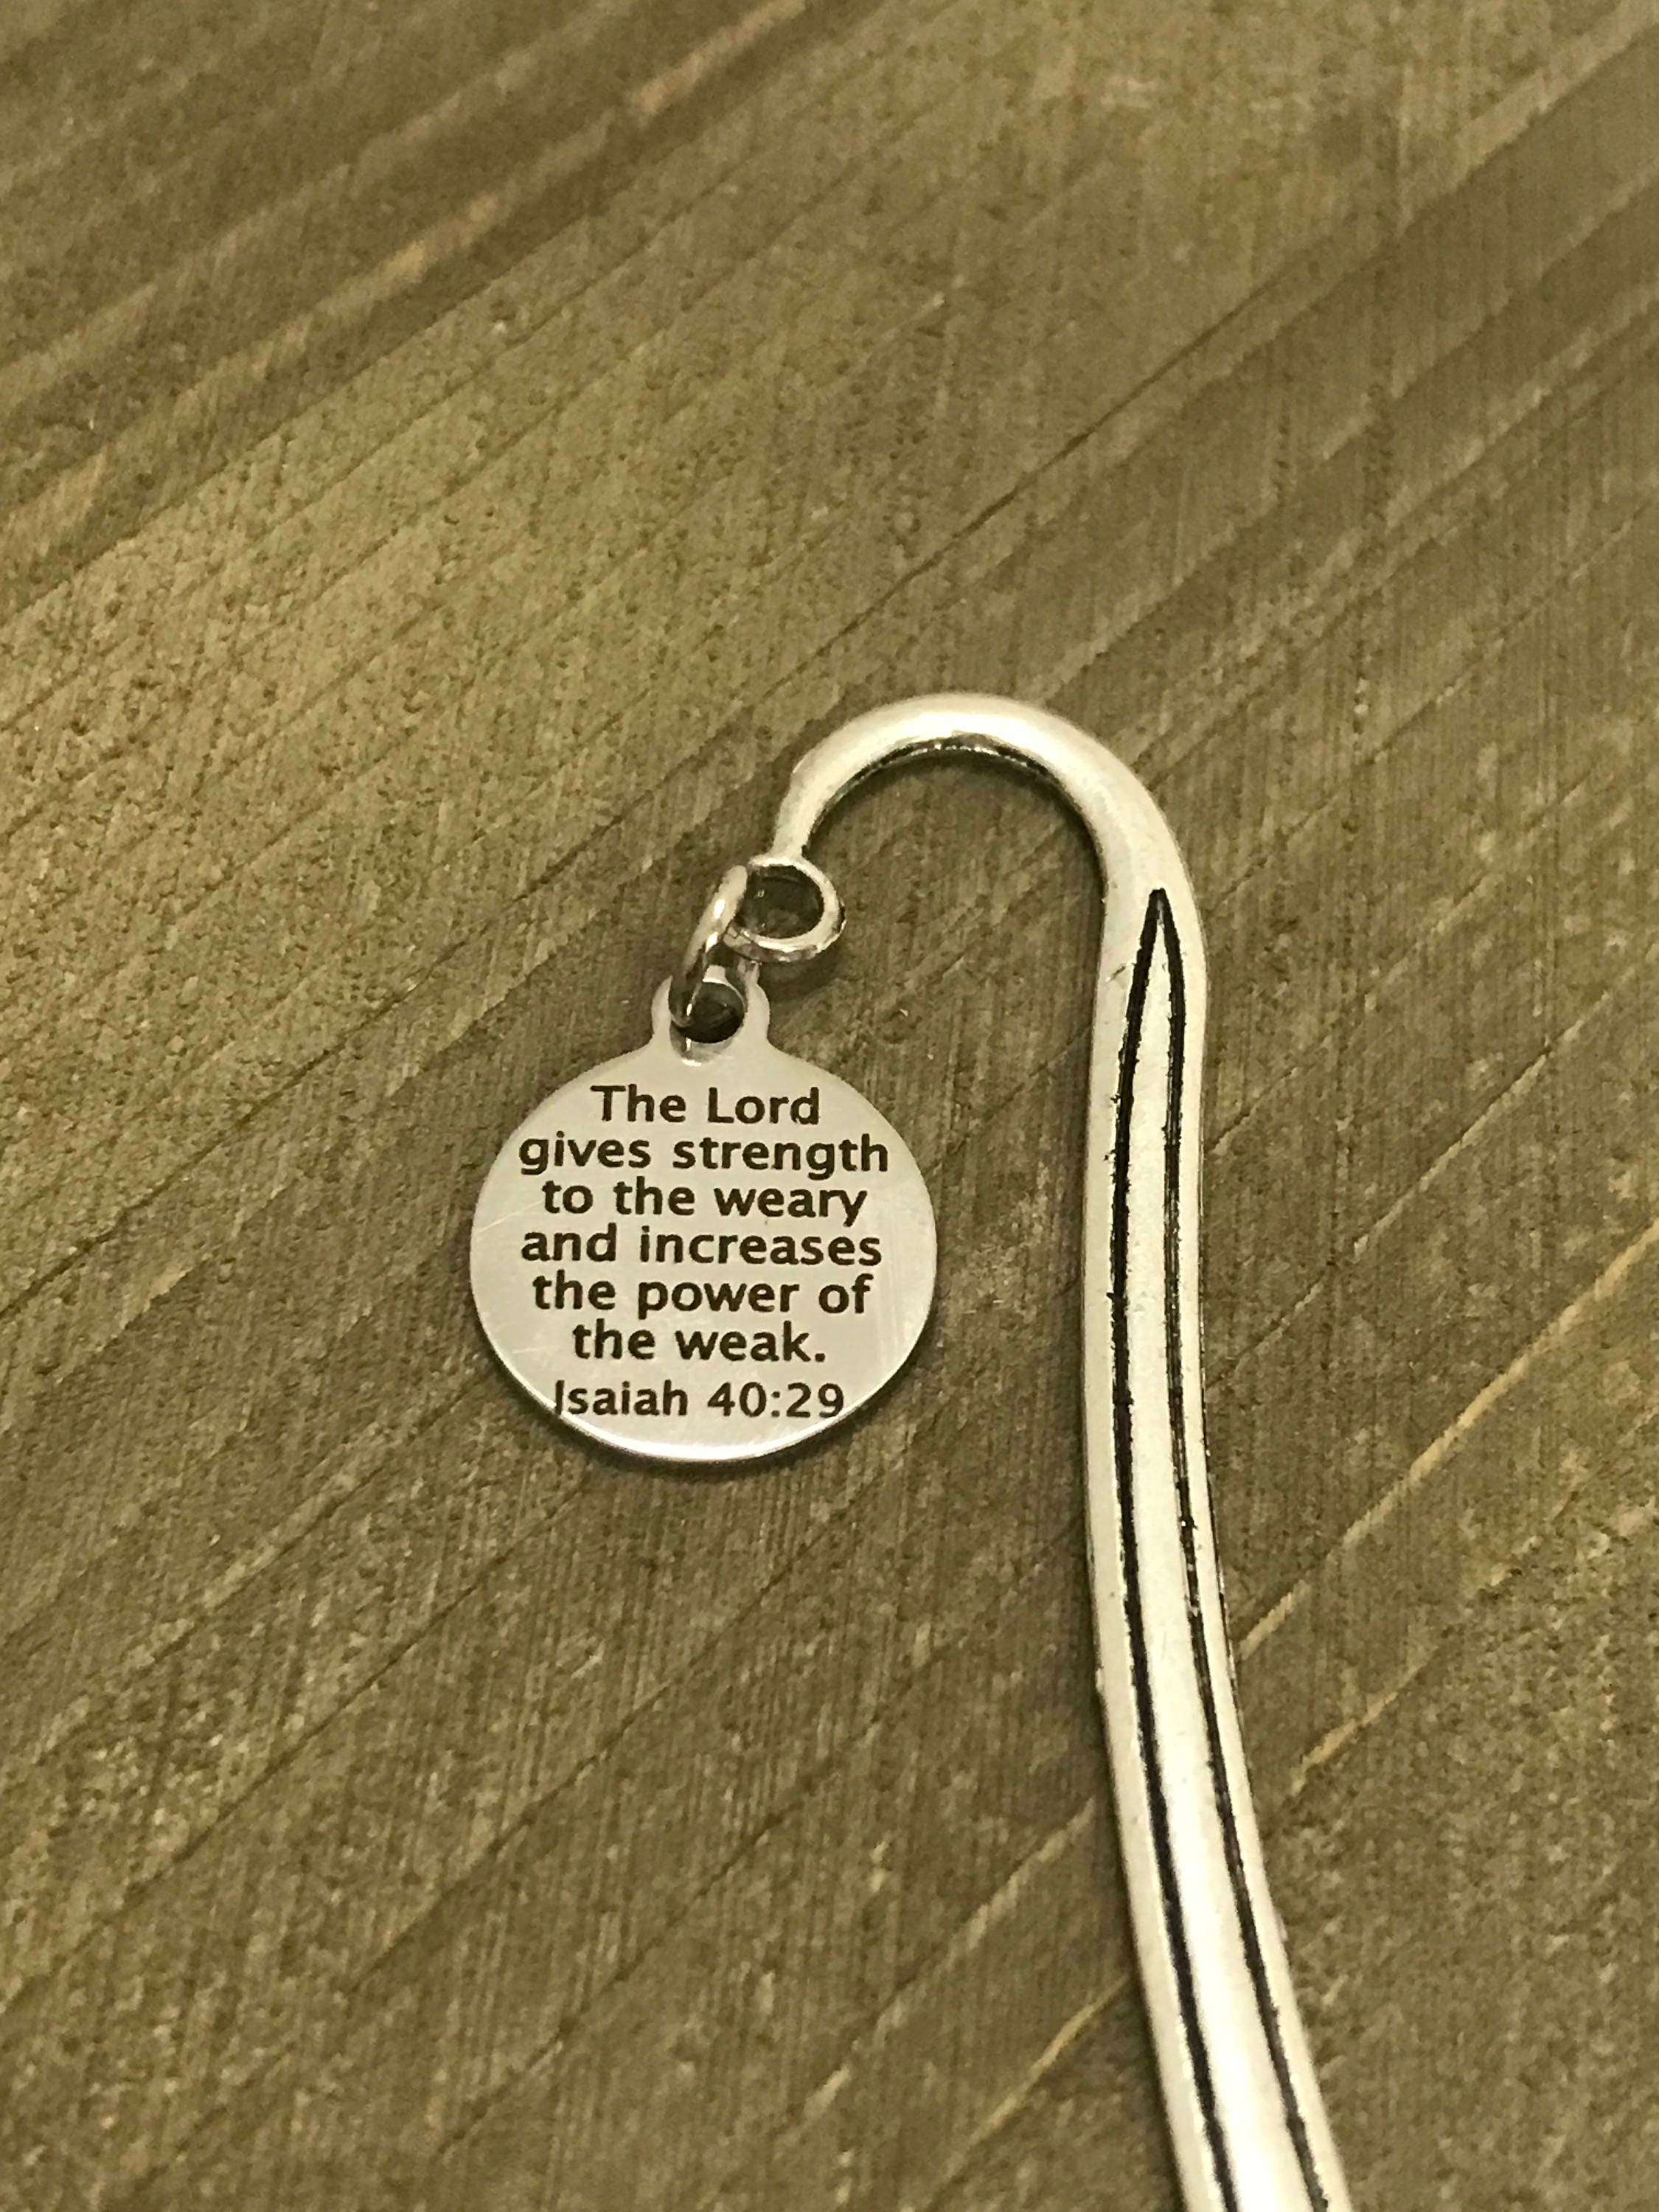 The Lord
gives strength
to the weary
and increases
the power of
the weak.
Isaiah 40:29